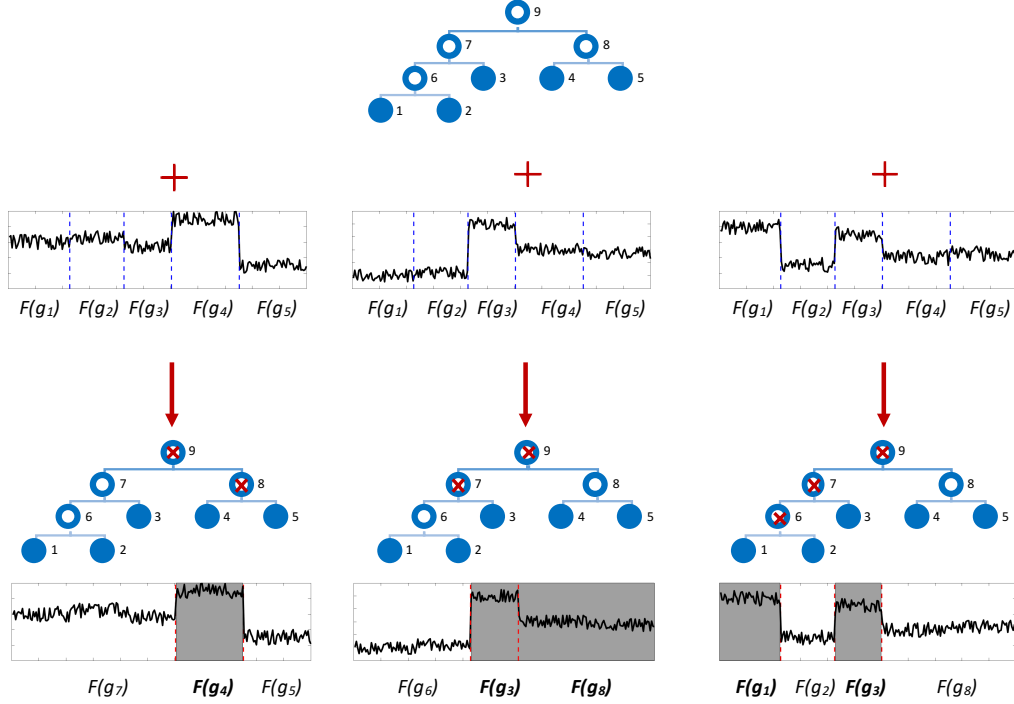 9
7 8
6 3 4 5
1 2
+ + +
F(g₁) F(g₂) F(g₃) F(g₄) F(g₅) F(g₁) F(g₂) F(g₃) F(g₄) F(g₅) F(g₁) F(g₂) F(g₃) F(g₄) F(g₅)
9 9 9
7 8 7 8 7 8
6 3 4 5 6 3 4 5 6 3 4 5
1 2 1 2 1 2
F(g₇) F(g₄) F(g₅) F(g₆) F(g₃) F(g₈) F(g₁) F(g₂) F(g₃) F(g₈)